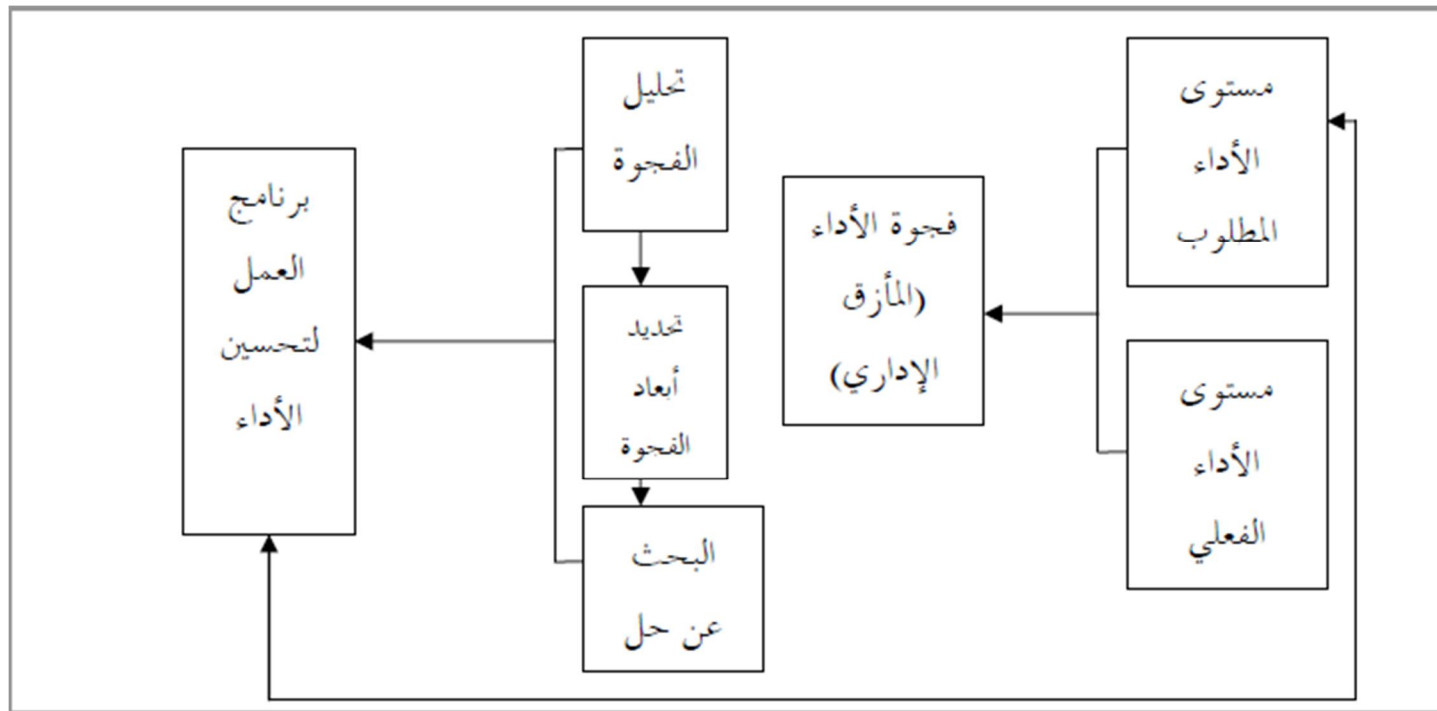 مستوى
الأداء
المطلوب
مستوى
الأداء
الفعلي
فجوة الأداء
(المأزق
الإداري)
تحليل
الفجوة
تحديد
أبعاد
الفجوة
البحث
عن حل
برنامج
العمل
لتحسين
الأداء